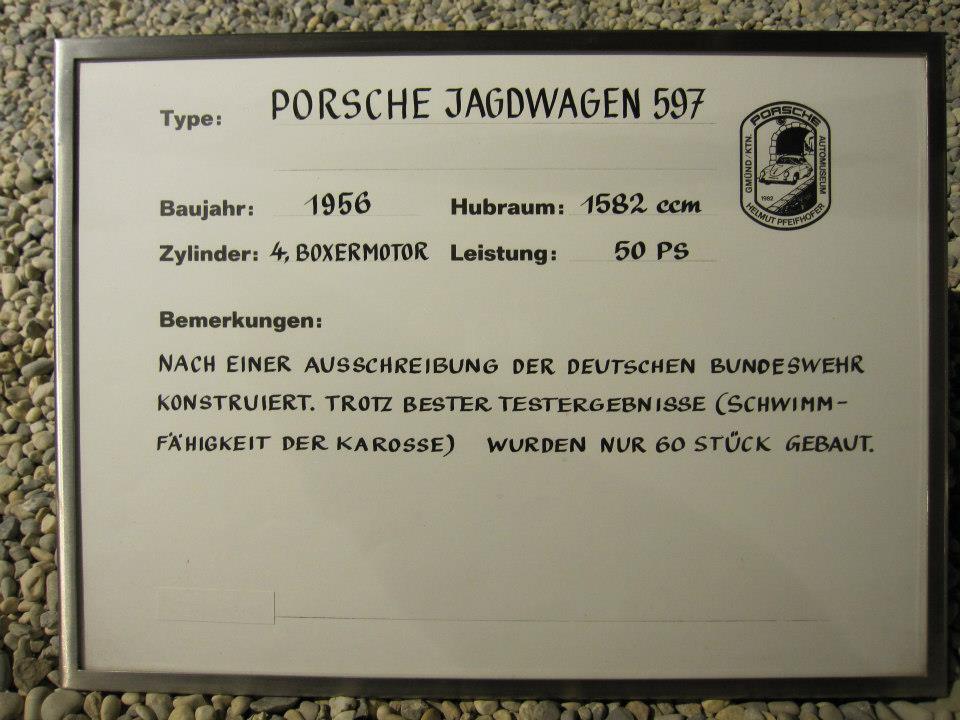 Type: PORSCHE JAGDWAGEN 597
PORSCHE
GMÜND/KTN.
AUTOMUSEUM
1982
HELMUT PFEIFHOFER
Baujahr: 1956 Hubraum: 1582 ccm
Zylinder: 4, BOXERMOTOR Leistung: 50 PS
Bemerkungen:
NACH EINER AUSSCHREIBUNG DER DEUTSCHEN BUNDESWEHR
KONSTRUIERT. TROTZ BESTER TESTERGEBNISSE (SCHWIMM-
FÄHIGKEIT DER KAROSSE) WURDEN NUR 60 STÜCK GEBAUT.